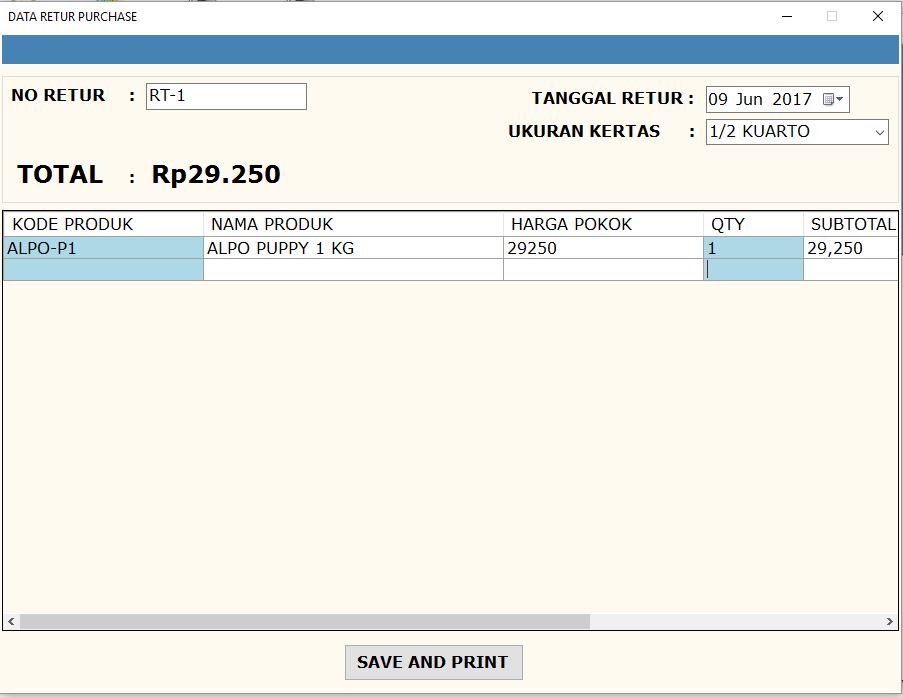 DATA RETUR PURCHASE
NO RETUR : RT-1
TANGGAL RETUR : 09 Jun 2017
UKURAN KERTAS : 1/2 KUARTO
TOTAL : Rp29.250
KODE PRODUK NAMA PRODUK HARGA POKOK QTY SUBTOTAL
ALPO-P1 ALPO PUPPY 1 KG 29250 1 29,250
SAVE AND PRINT